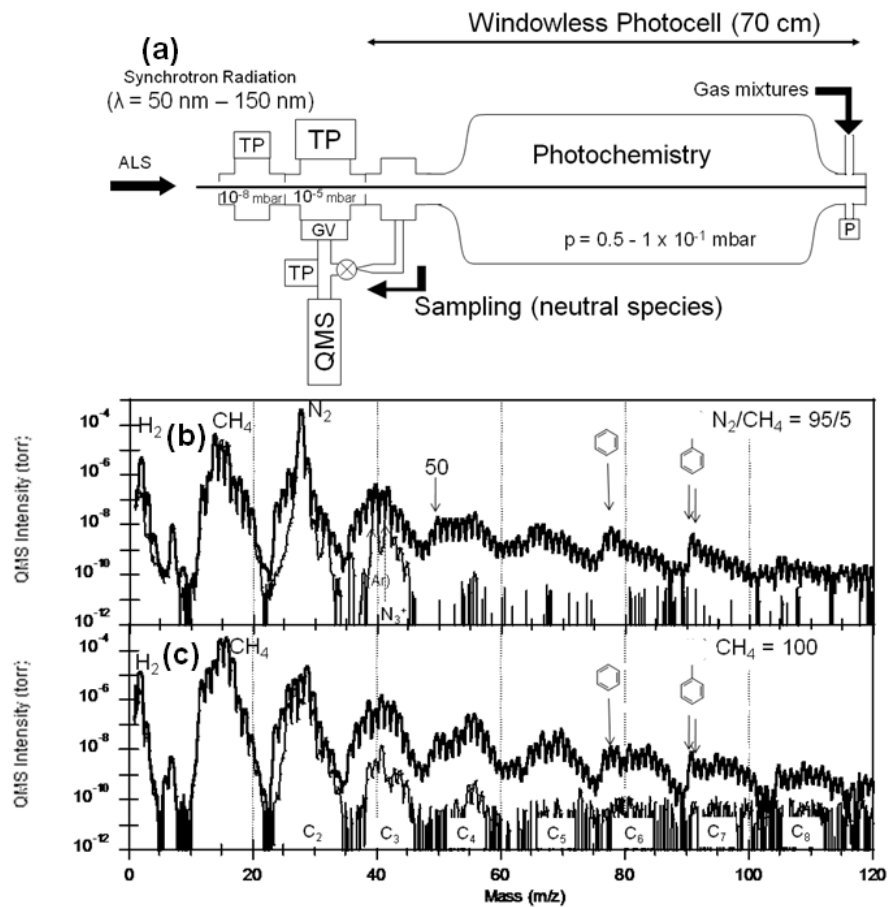 Windowless Photocell (70 cm)
(a)
Synchrotron Radiation
(λ = 50 nm – 150 nm)
Gas mixtures
TP
TP
Photochemistry
ALS
10⁻⁸ mbar
10⁻⁵ mbar
GV
p = 0.5 - 1 x 10⁻¹ mbar
P
TP
Sampling (neutral species)
QMS
QMS Intensity (torr)
10⁻⁴
10⁻⁶
10⁻⁸
10⁻¹⁰
10⁻¹²
H₂
(b)
CH₄
N₂
N₂/CH₄ = 95/5
50
(Ar)
N₃⁺
QMS Intensity (torr)
10⁻⁴
10⁻⁶
10⁻⁸
10⁻¹⁰
10⁻¹²
H₂
(c)
CH₄
CH₄ = 100
C₂
C₃
C₄
C₅
C₆
C₇
C₈
0
20
40
60
80
100
120
Mass (m/z)